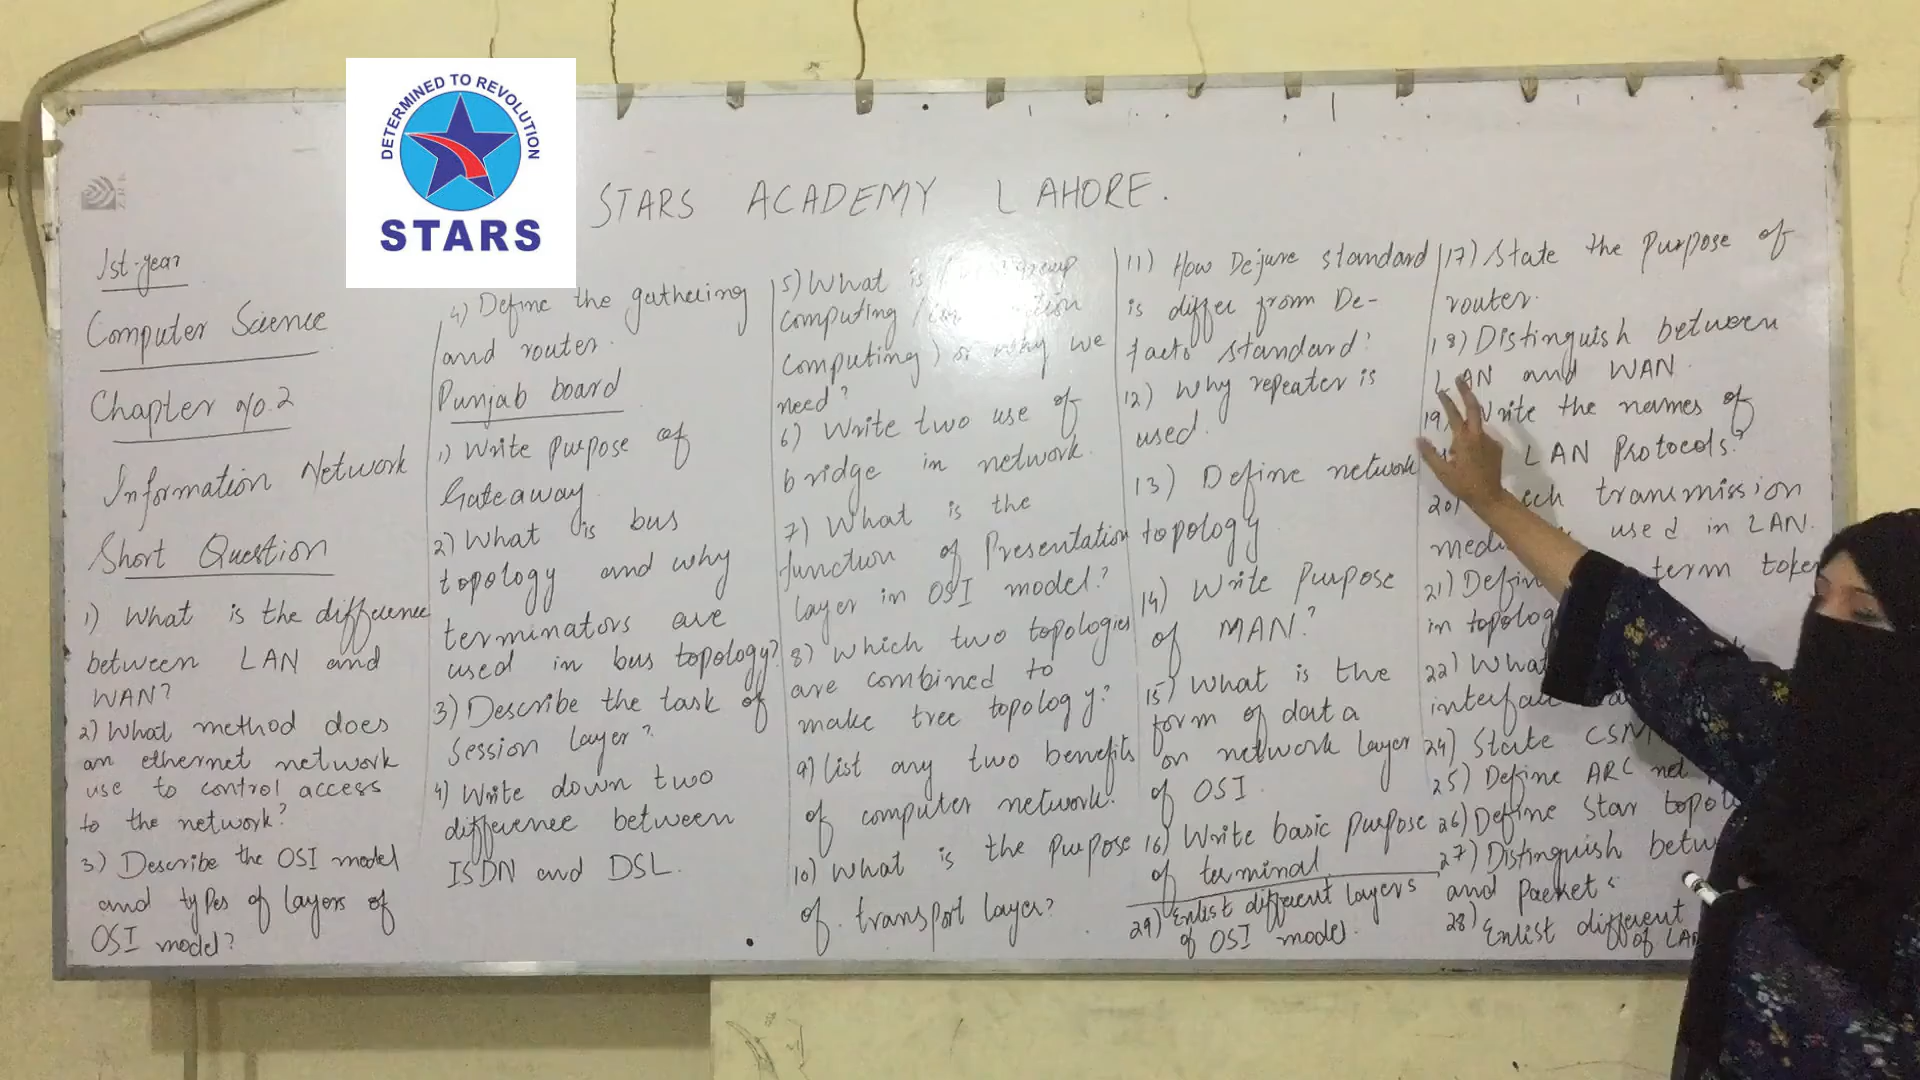 DETERMINED TO REVOLUTION
STARS
STARS ACADEMY LAHORE.
1st-year
Computer Science
Chapter No.2
Information Network
Short Question
1) What is the difference
between LAN and
WAN?
2) What method does
an ethernet network
use to control access
to the network?
3) Describe the OSI model
and types of layers of
OSI model?
4) Define the gatheeing
and router.
Punjab board
1) Write purpose of
Gateaway
2) What is bus
topology and why
terminators are
used in bus topology?
3) Describe the task of
Session layer?
4) Write down two
difference between
ISDN and DSL.
5) What is group
computing /
computing) or why we
need?
6) Write two use of
bridge in network.
7) What is the
function of Presentation
layer in OSI model?
8) Which two topologies
are combined to
make tree topology?
9) List any two benefits
of computer network.
10) What is the purpose
of transport layer?
11) How Dejure standard
is differ from De-
facto standard?
12) Why repeater is
used.
13) Define network
topology
14) Write purpose
of MAN?
15) What is the
form of data
on network layer
of OSI.
16) Write basic purpose
of terminal
29) Enlist different layers
of OSI model.
17) State the purpose of
router.
18) Distinguish between
LAN and WAN.
19) Write the names of
LAN Protocols?
20) transmission
used in LAN.
21) term
in
22) What
24) State
25) Define ARC net
26) Define Star
27) Distinguish
and packet
28) Enlist different
of